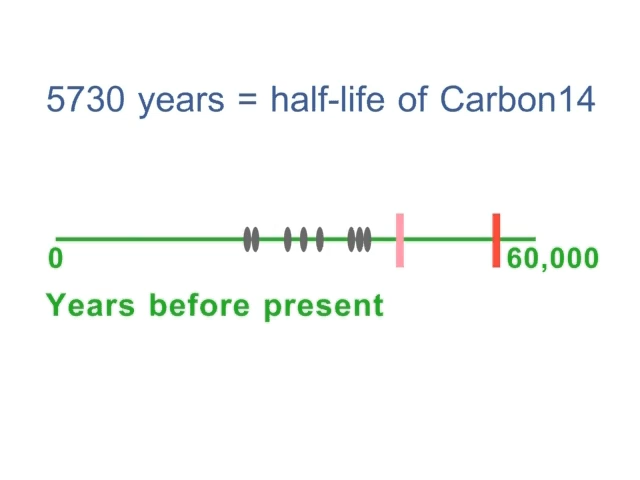 5730 years = half-life of Carbon14
0 60,000
Years before present